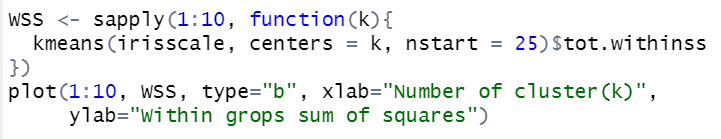 WSS <- sapply(1:10, function(k){
  kmeans(irisscale, centers = k, nstart = 25)$tot.withinss
})
plot(1:10, WSS, type="b", xlab="Number of cluster(k)",
     ylab="Within grops sum of squares")